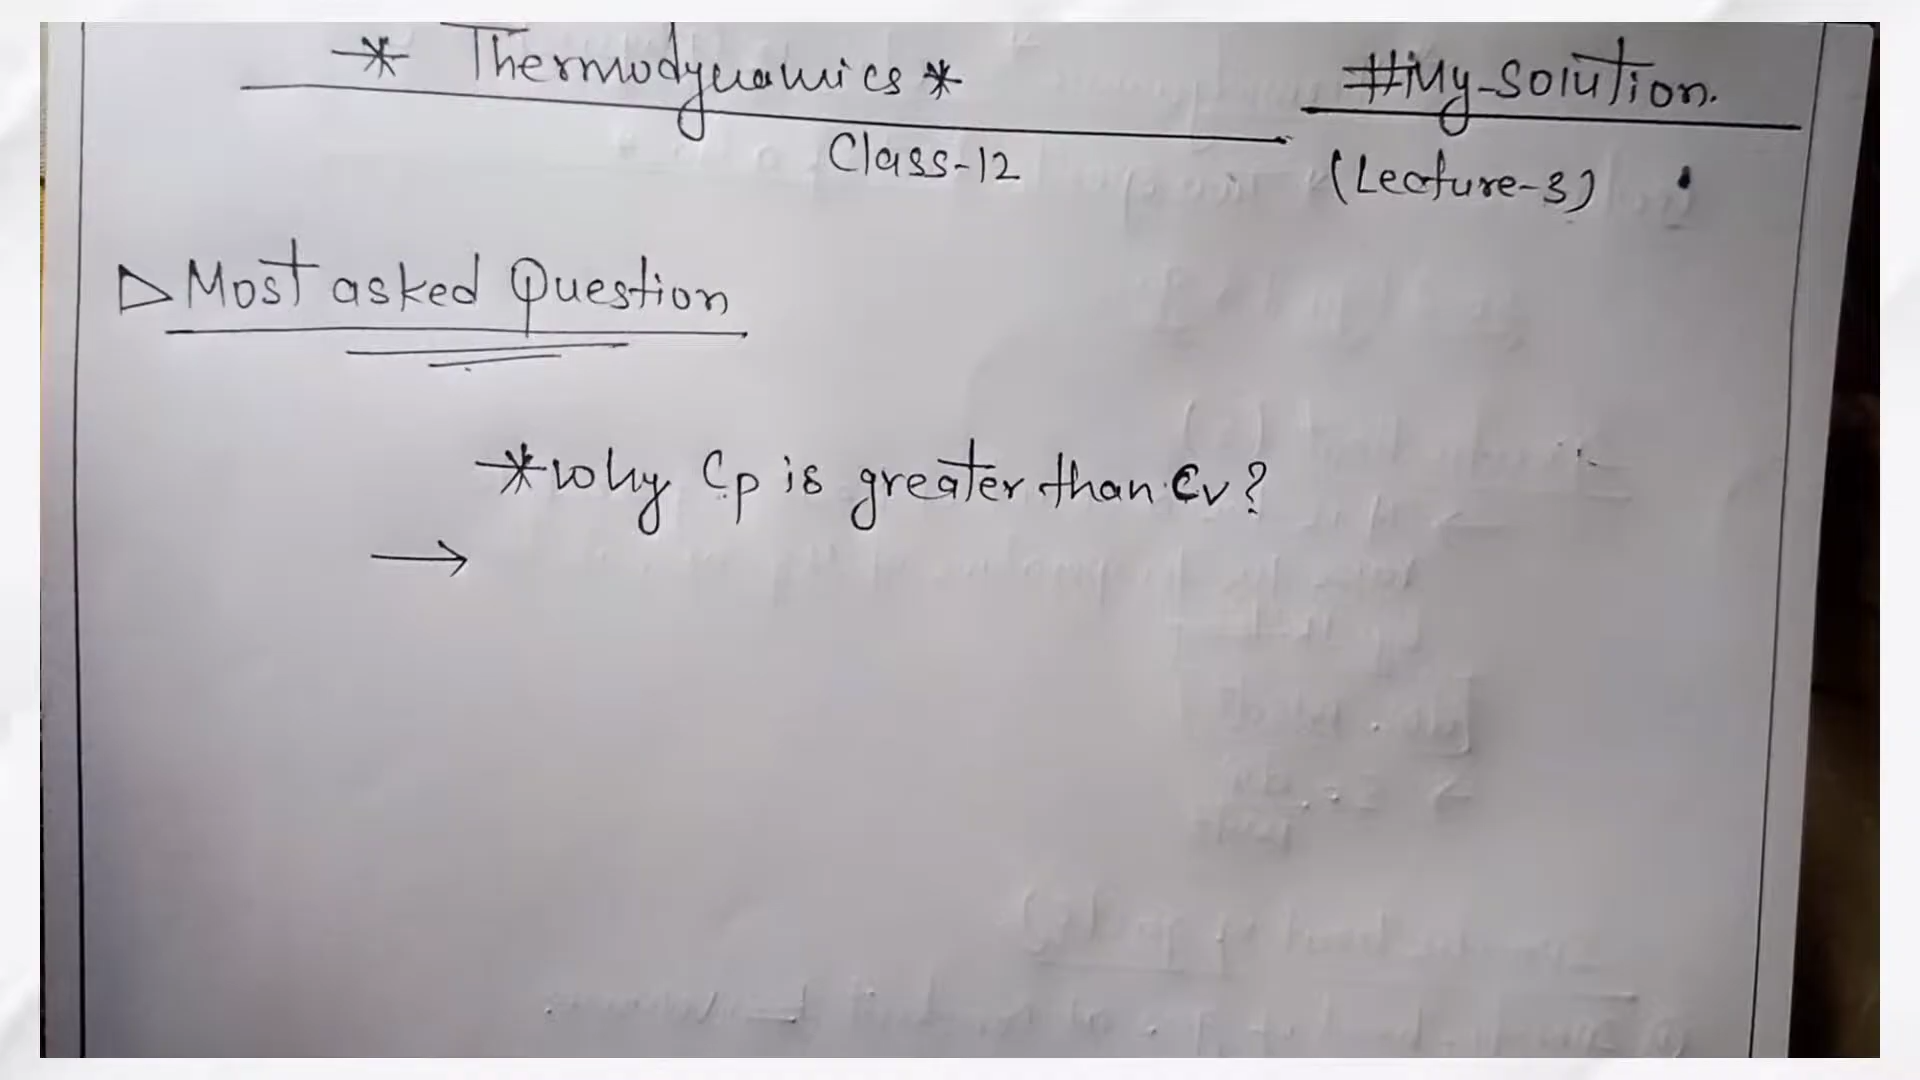 * Thermodynamics *
#My-Solution.
Class-12
(Lecture-3)
▷ Most asked Question
* why Cp is greater than Cv?
→